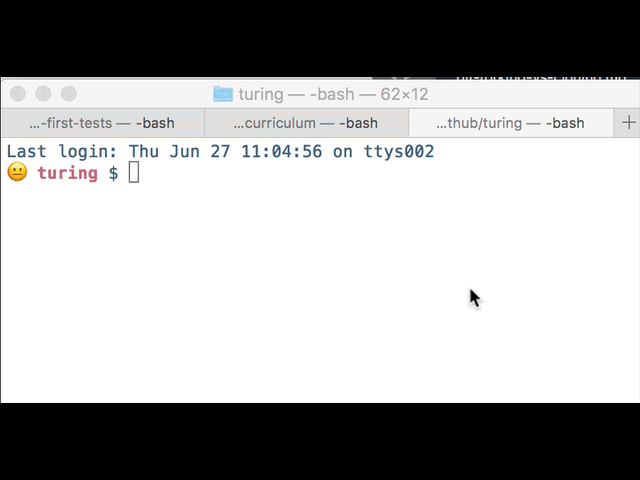 turing — -bash — 62×12
...-first-tests — -bash
...curriculum — -bash
...thub/turing — -bash
+
Last login: Thu Jun 27 11:04:56 on ttys002
😐 turing $